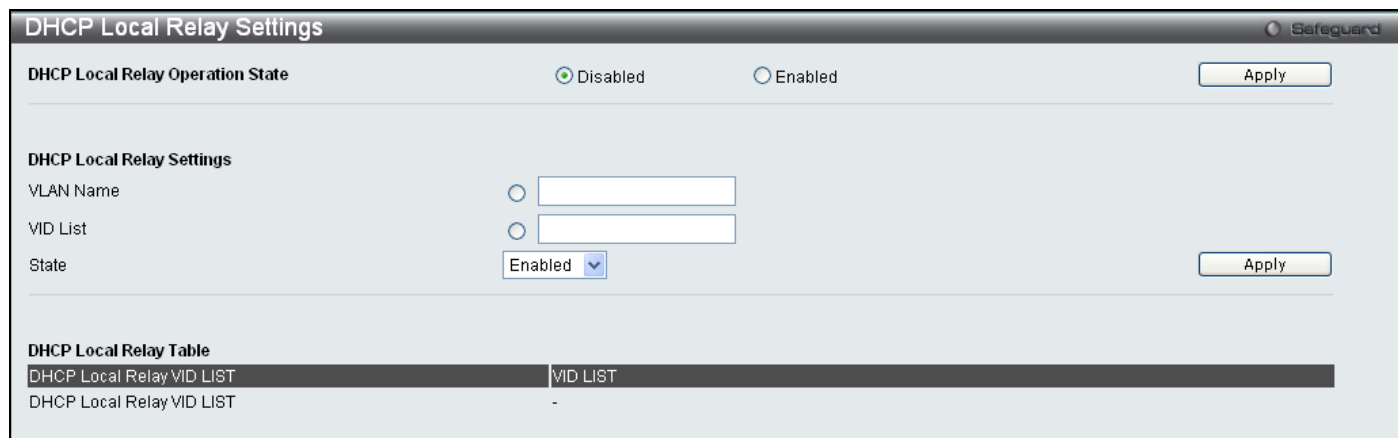 DHCP Local Relay Settings Safeguard
DHCP Local Relay Operation State Disabled Enabled Apply
DHCP Local Relay Settings
VLAN Name
VID List
State Enabled Apply
DHCP Local Relay Table
DHCP Local Relay VID LIST VID LIST
DHCP Local Relay VID LIST -